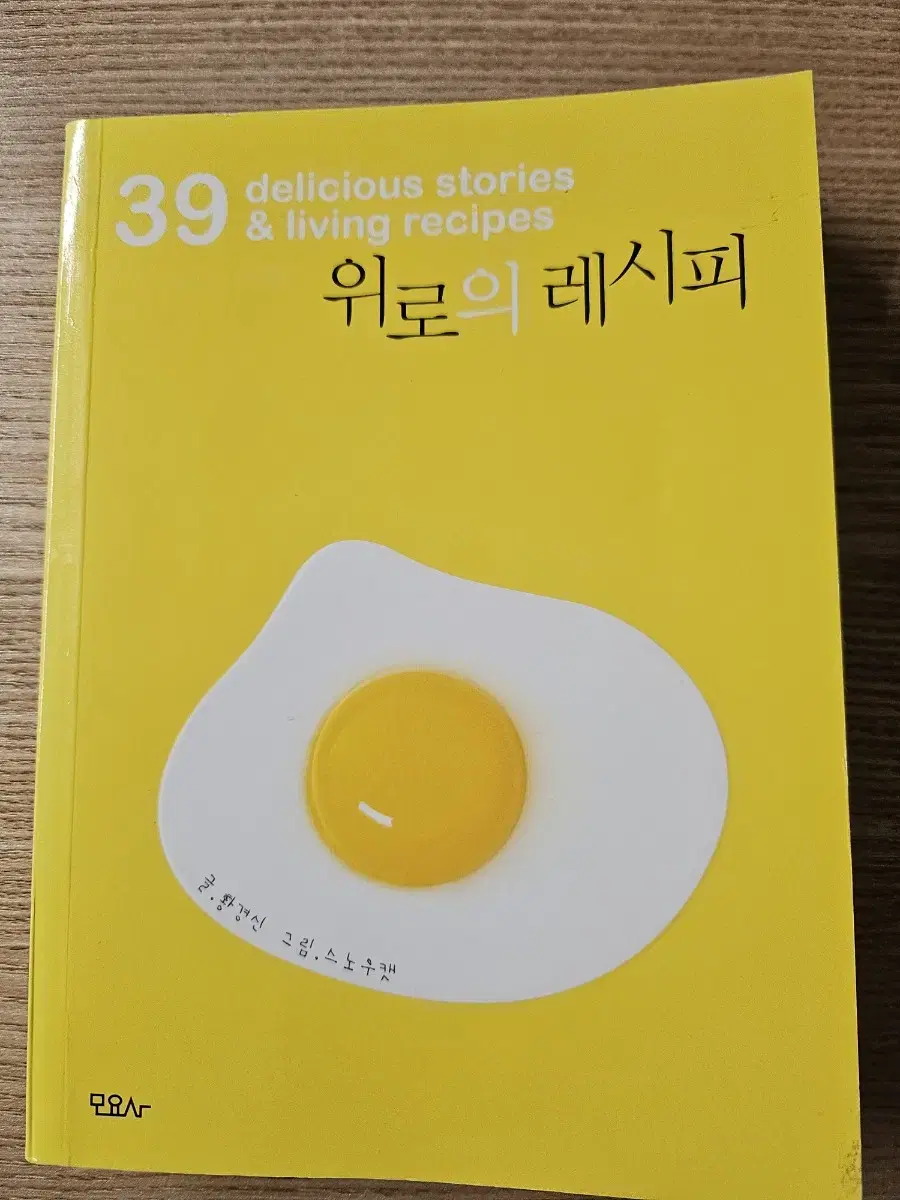 39 delicious stories
& living recipes
위로의 레시피
글.황경신 그림.스노우캣
모요사